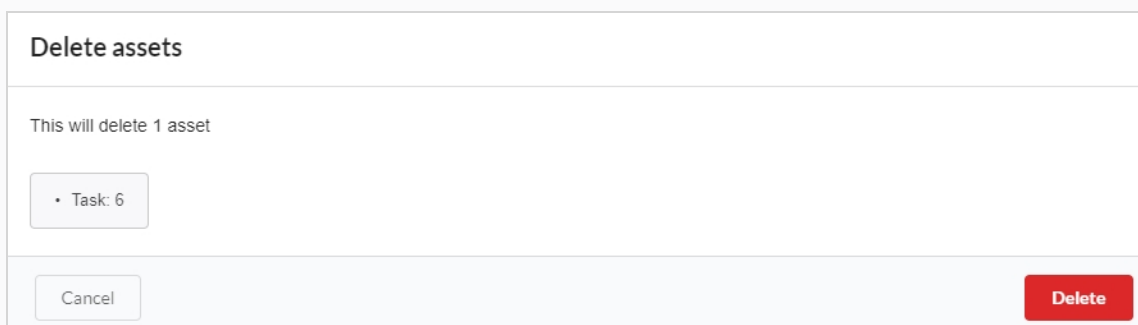 Delete assets
This will delete 1 asset
• Task: 6
Cancel
Delete